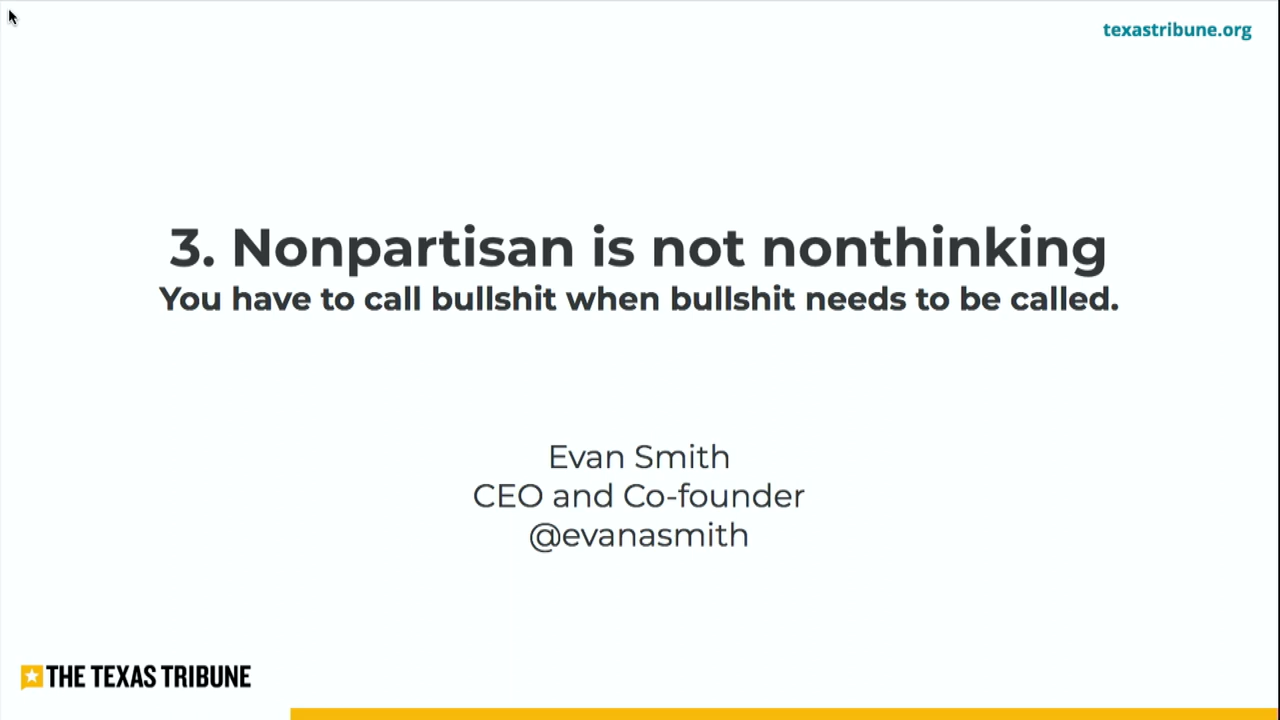 texastribune.org
3. Nonpartisan is not nonthinking
You have to call bullshit when bullshit needs to be called.
Evan Smith
CEO and Co-founder
@evanasmith
THE TEXAS TRIBUNE